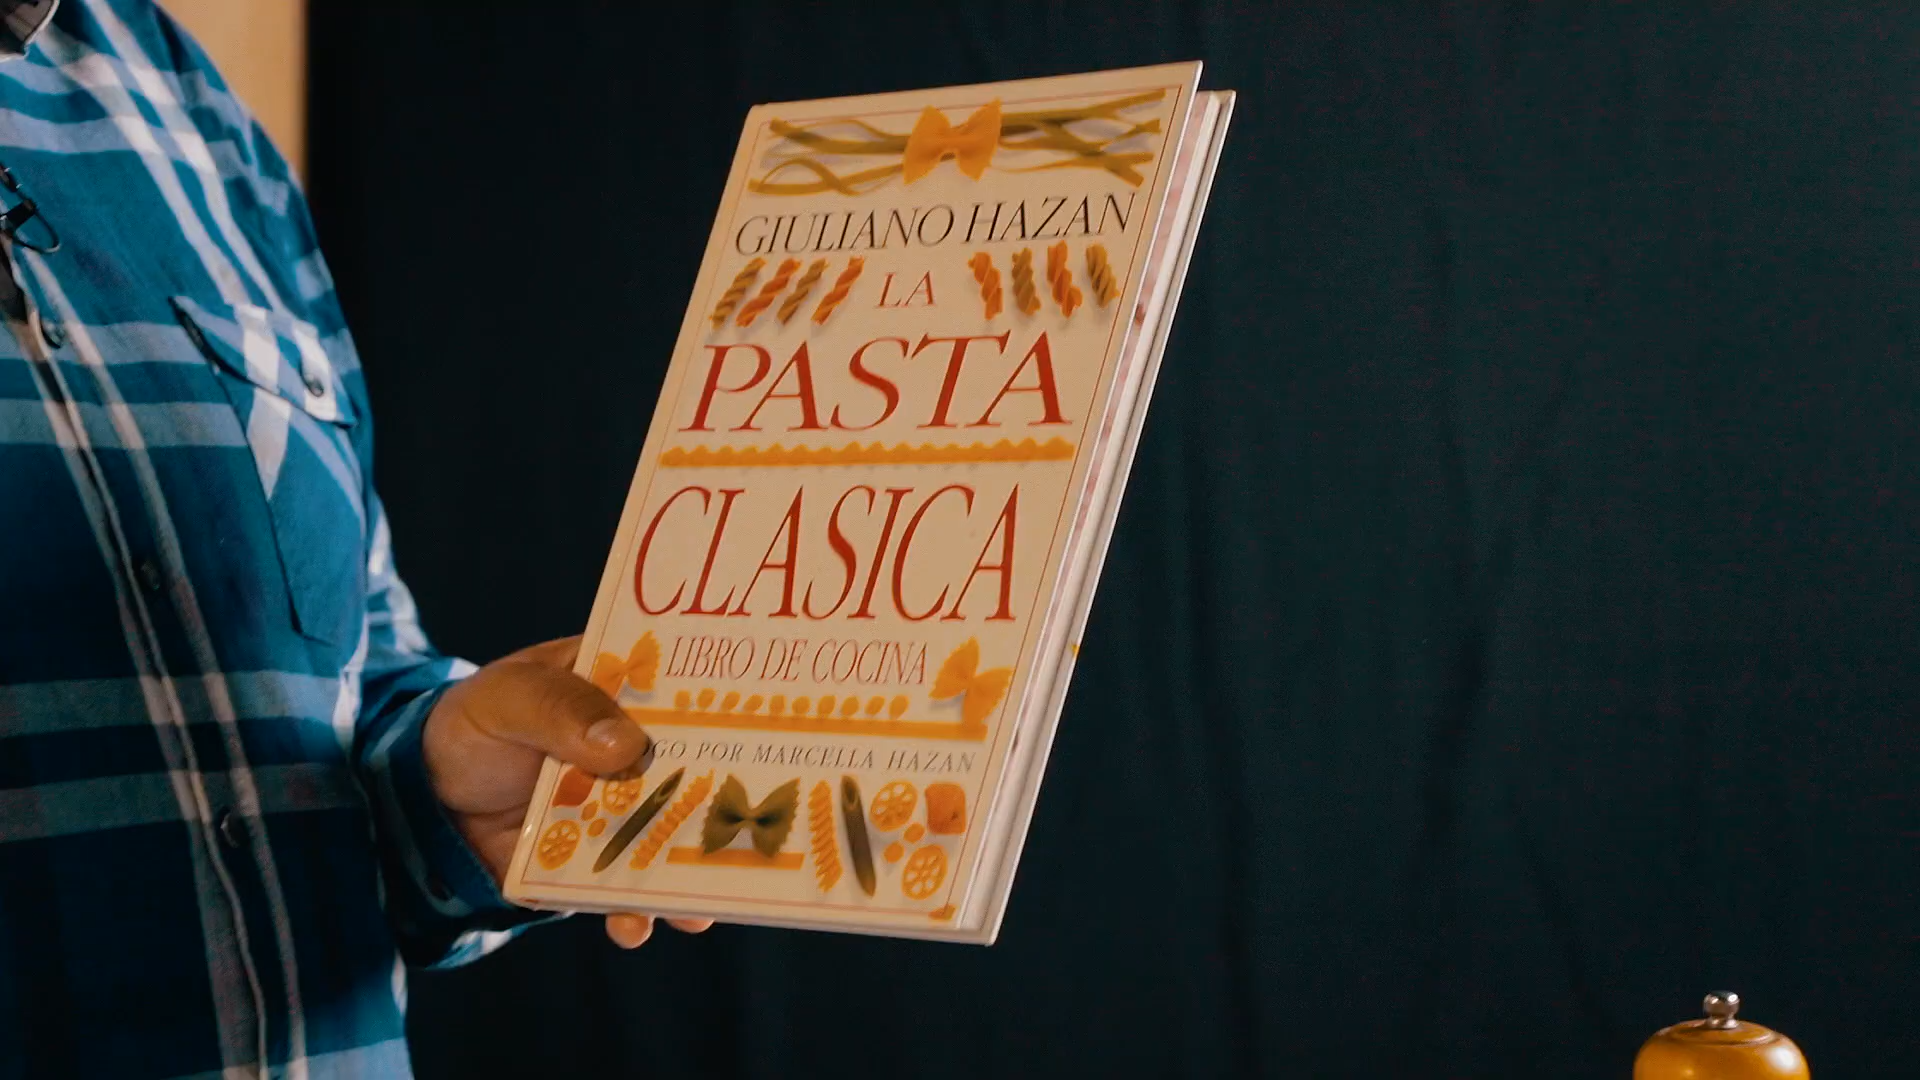 GIULIANO HAZAN
LA
PASTA
CLASICA
LIBRO DE COCINA
POR MARCELLA HAZAN